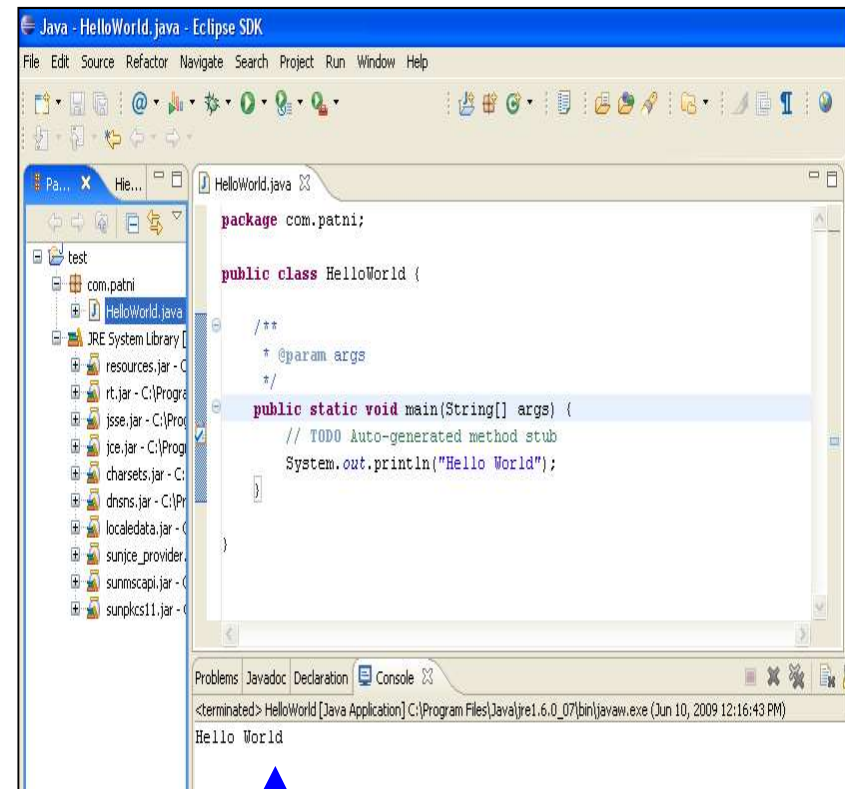 Java - HelloWorld.java - Eclipse SDK
File Edit Source Refactor Navigate Search Project Run Window Help
Pa... Hie...
HelloWorld.java
test
com.patni
HelloWorld.java
JRE System Library [
resources.jar - C
rt.jar - C:\Progra
jsse.jar - C:\Prog
jce.jar - C:\Progr
charsets.jar - C:
dnsns.jar - C:\Pr
localedata.jar - C
sunjce_provider.
sunmscapi.jar - C
sunpkcs11.jar - C
package com.patni;
public class HelloWorld {
/**
* @param args
*/
public static void main(String[] args) {
// TODO Auto-generated method stub
System.out.println("Hello World");
}
}
Problems Javadoc Declaration Console
<terminated> HelloWorld [Java Application] C:\Program Files\Java\jre1.6.0_07\bin\javaw.exe (Jun 10, 2009 12:16:43 PM)
Hello World